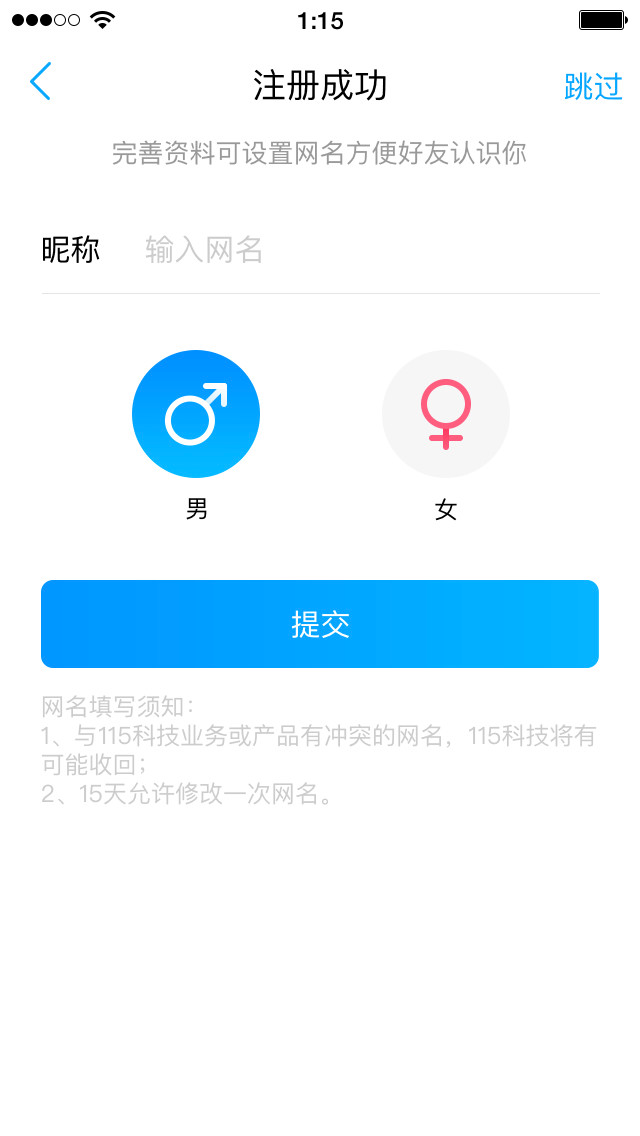 1:15
注册成功
跳过
完善资料可设置网名方便好友认识你
昵称 输入网名
男 女
提交
网名填写须知：
1、与115科技业务或产品有冲突的网名，115科技将有
可能收回；
2、15天允许修改一次网名。